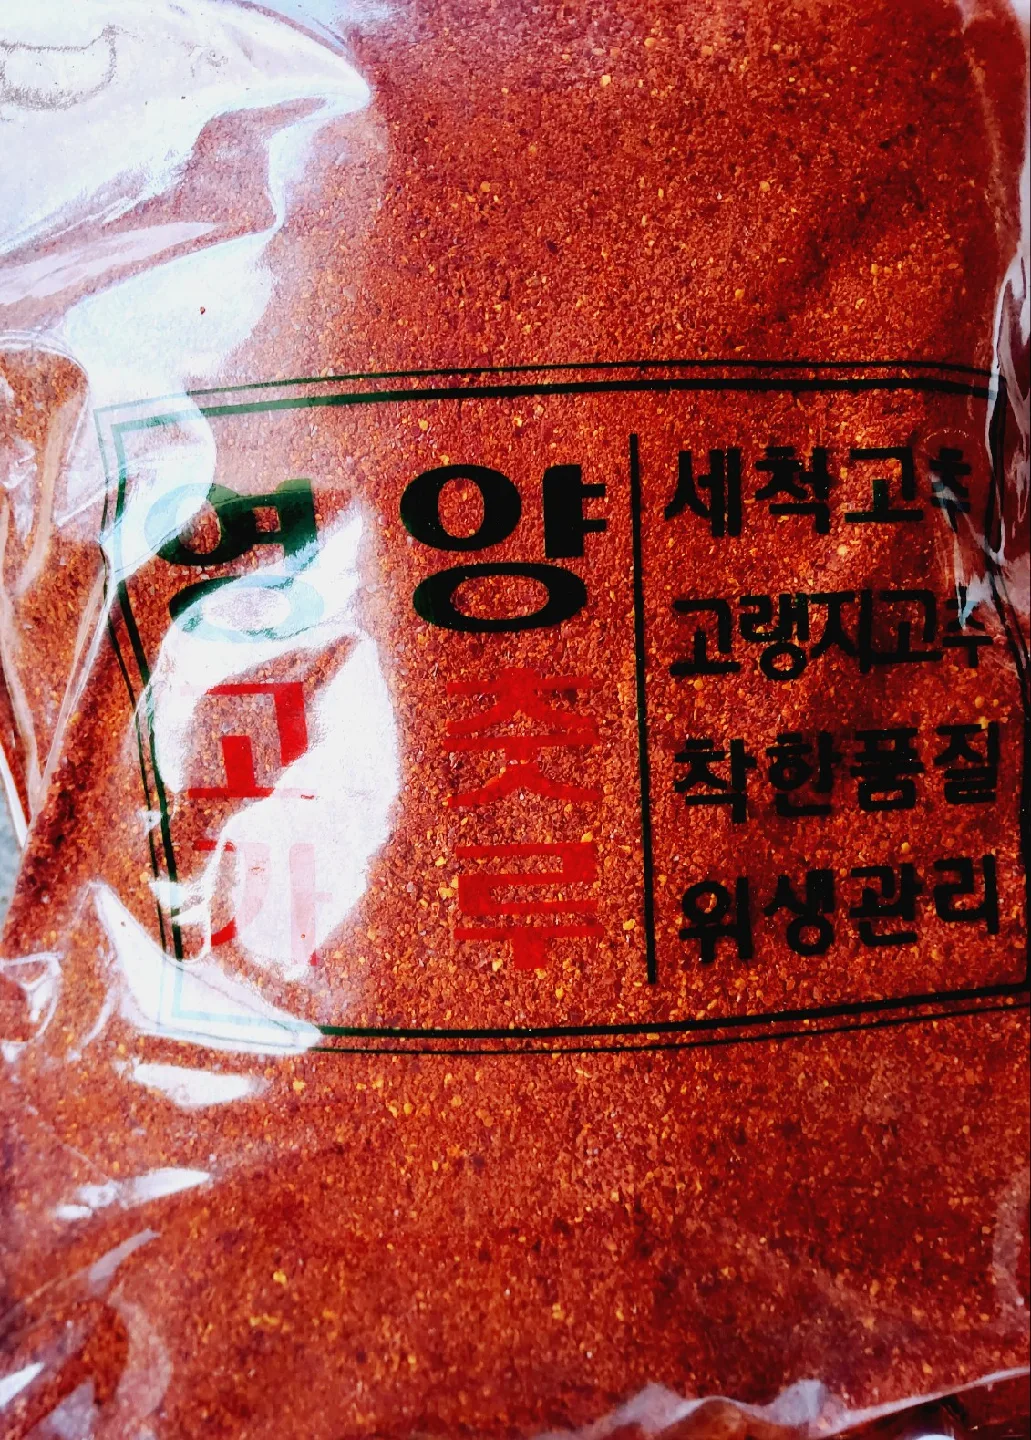 영양
고춧
가루
세척고추
고랭지고추
착한품질
위생관리